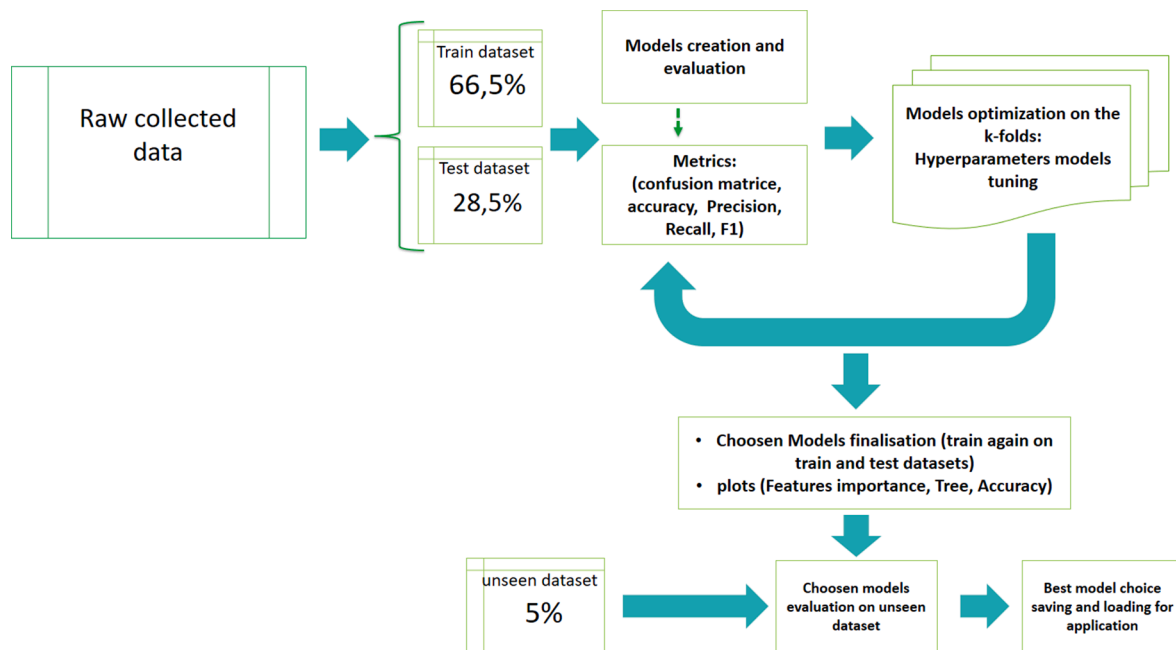 Raw collected
data
Train dataset
66,5%
Test dataset
28,5%
Models creation and
evaluation
Metrics:
(confusion matrice,
accuracy,  Precision,
Recall, F1)
Models optimization on the
k-folds:
Hyperparameters models
tuning
• Choosen Models finalisation (train again on
train and test datasets)
• plots (Features importance, Tree, Accuracy)
unseen dataset
5%
Choosen models
evaluation on unseen
dataset
Best model choice
saving and loading for
application